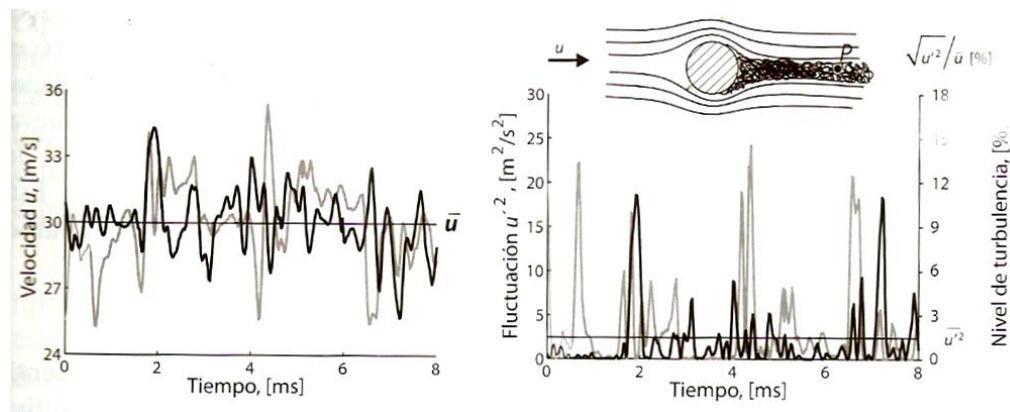 36
33
30
27
24
Velocidad u, [m/s]
ū
0
2
4
6
8
Tiempo, [ms]
u
P
√u'²/ū [%]
30
25
20
15
10
5
0
Fluctuación u'², [m²/s²]
18
15
12
9
6
3
0
u'²
Nivel de turbulencia, [%
0
2
4
6
8
Tiempo, [ms]